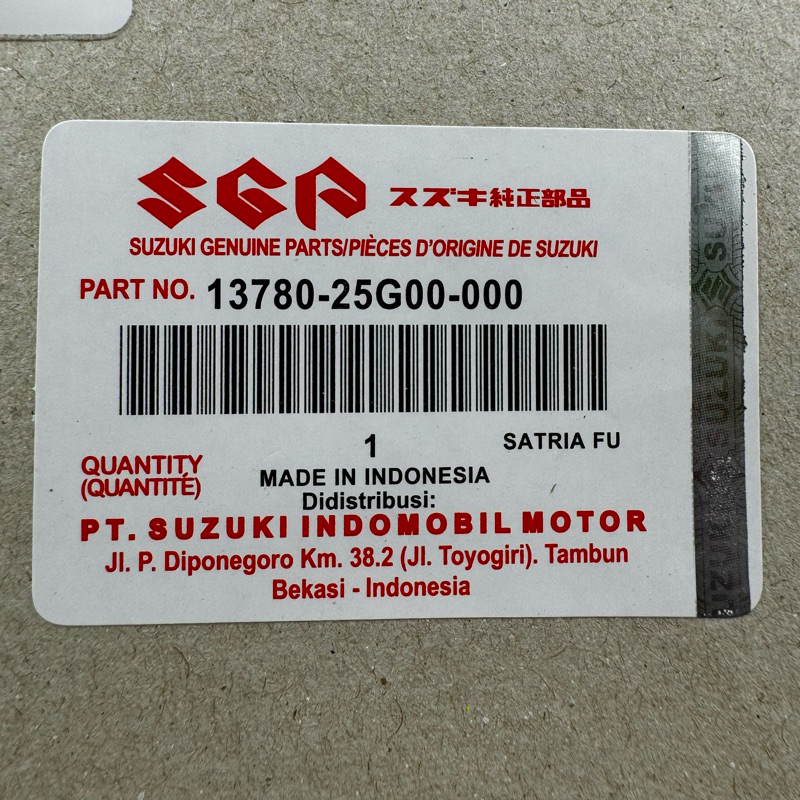 SGP スズキ純正部品
SUZUKI GENUINE PARTS/PIÈCES D'ORIGINE DE SUZUKI
PART NO. 13780-25G00-000
1 SATRIA FU
QUANTITY
(QUANTITÉ)
MADE IN INDONESIA
Didistribusi:
PT. SUZUKI INDOMOBIL MOTOR
Jl. P. Diponegoro Km. 38.2 (Jl. Toyogiri). Tambun
Bekasi - Indonesia
SUZUKI